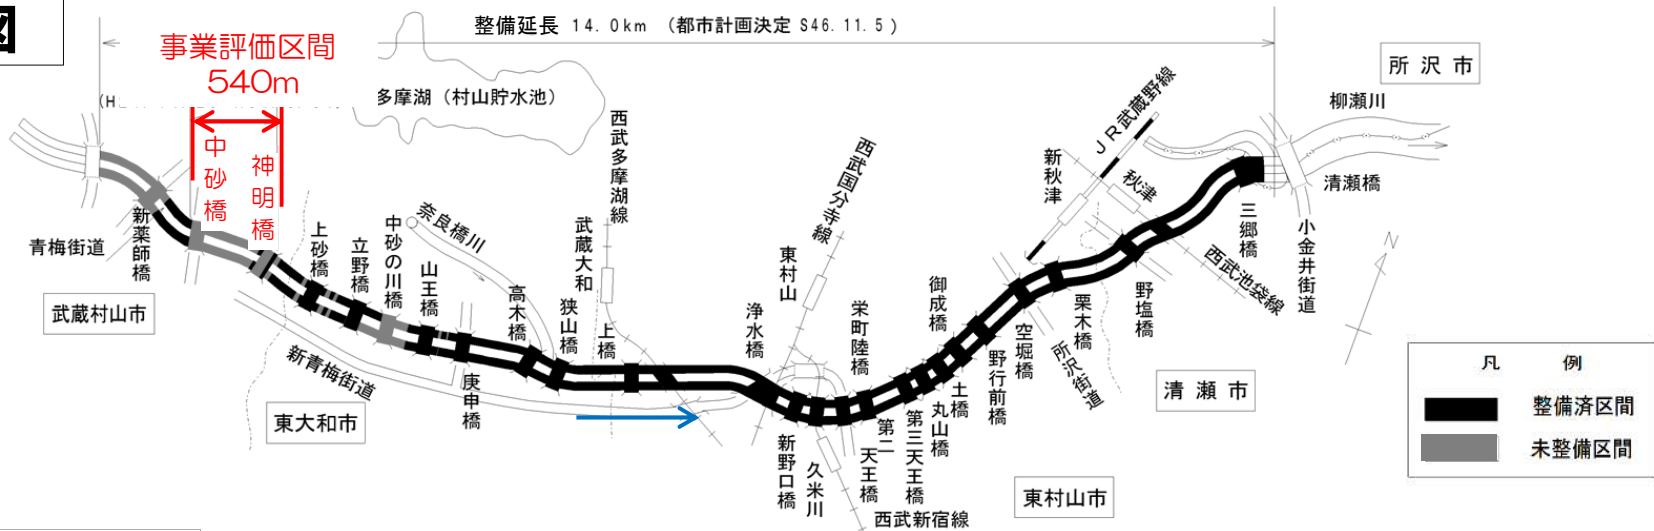 図
整備延長 14.0km (都市計画決定 S46.11.5)
事業評価区間
540m
(H
多摩湖(村山貯水池)
所沢市
柳瀬川
清瀬橋
小金井街道
三郷橋
JR武蔵野線
新秋津
秋津
西武池袋線
野塩橋
栗木橋
所沢街道
空堀橋
野行前橋
土橋
御成橋
丸山橋
第三天王橋
第二
天王橋
栄町陸橋
西武国分寺線
東村山
浄水橋
新野口橋
久米川
西武新宿線
西武多摩湖線
武蔵大和
上橋
狭山橋
高木橋
奈良橋川
庚申橋
山王橋
中砂の川橋
立野橋
上砂橋
神明橋
中砂橋
新薬師橋
青梅街道
新青梅街道
武蔵村山市
東大和市
東村山市
清瀬市
N
凡例
整備済区間
未整備区間